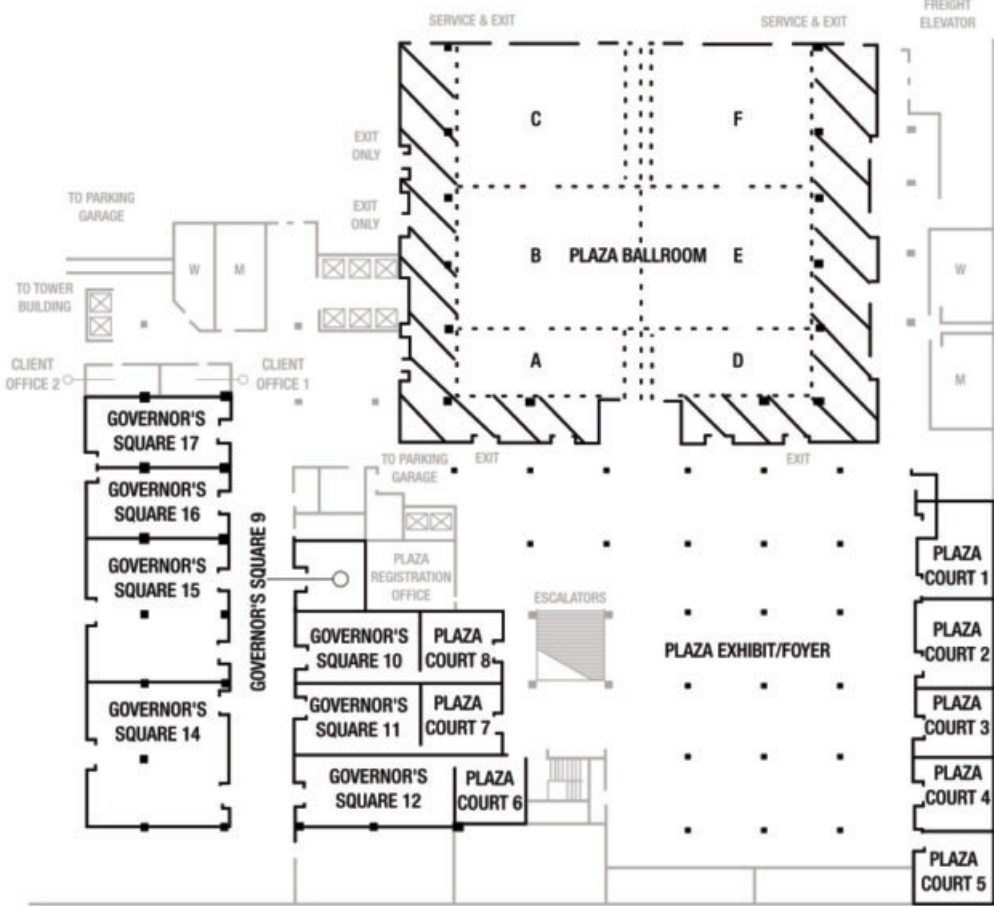 FREIGHT
ELEVATOR
SERVICE & EXIT
SERVICE & EXIT
C
F
EXIT
ONLY
TO PARKING
GARAGE
EXIT
ONLY
W
M
B
PLAZA BALLROOM
E
W
TO TOWER
BUILDING
A
D
CLIENT
OFFICE 2
CLIENT
OFFICE 1
M
GOVERNOR'S
SQUARE 17
TO PARKING
GARAGE
EXIT
EXIT
GOVERNOR'S
SQUARE 16
GOVERNOR'S SQUARE 9
GOVERNOR'S
SQUARE 15
PLAZA
REGISTRATION
OFFICE
PLAZA
COURT 1
ESCALATORS
GOVERNOR'S
SQUARE 10
PLAZA
COURT 8
PLAZA EXHIBIT/FOYER
PLAZA
COURT 2
GOVERNOR'S
SQUARE 14
GOVERNOR'S
SQUARE 11
PLAZA
COURT 7
PLAZA
COURT 3
GOVERNOR'S
SQUARE 12
PLAZA
COURT 6
PLAZA
COURT 4
PLAZA
COURT 5